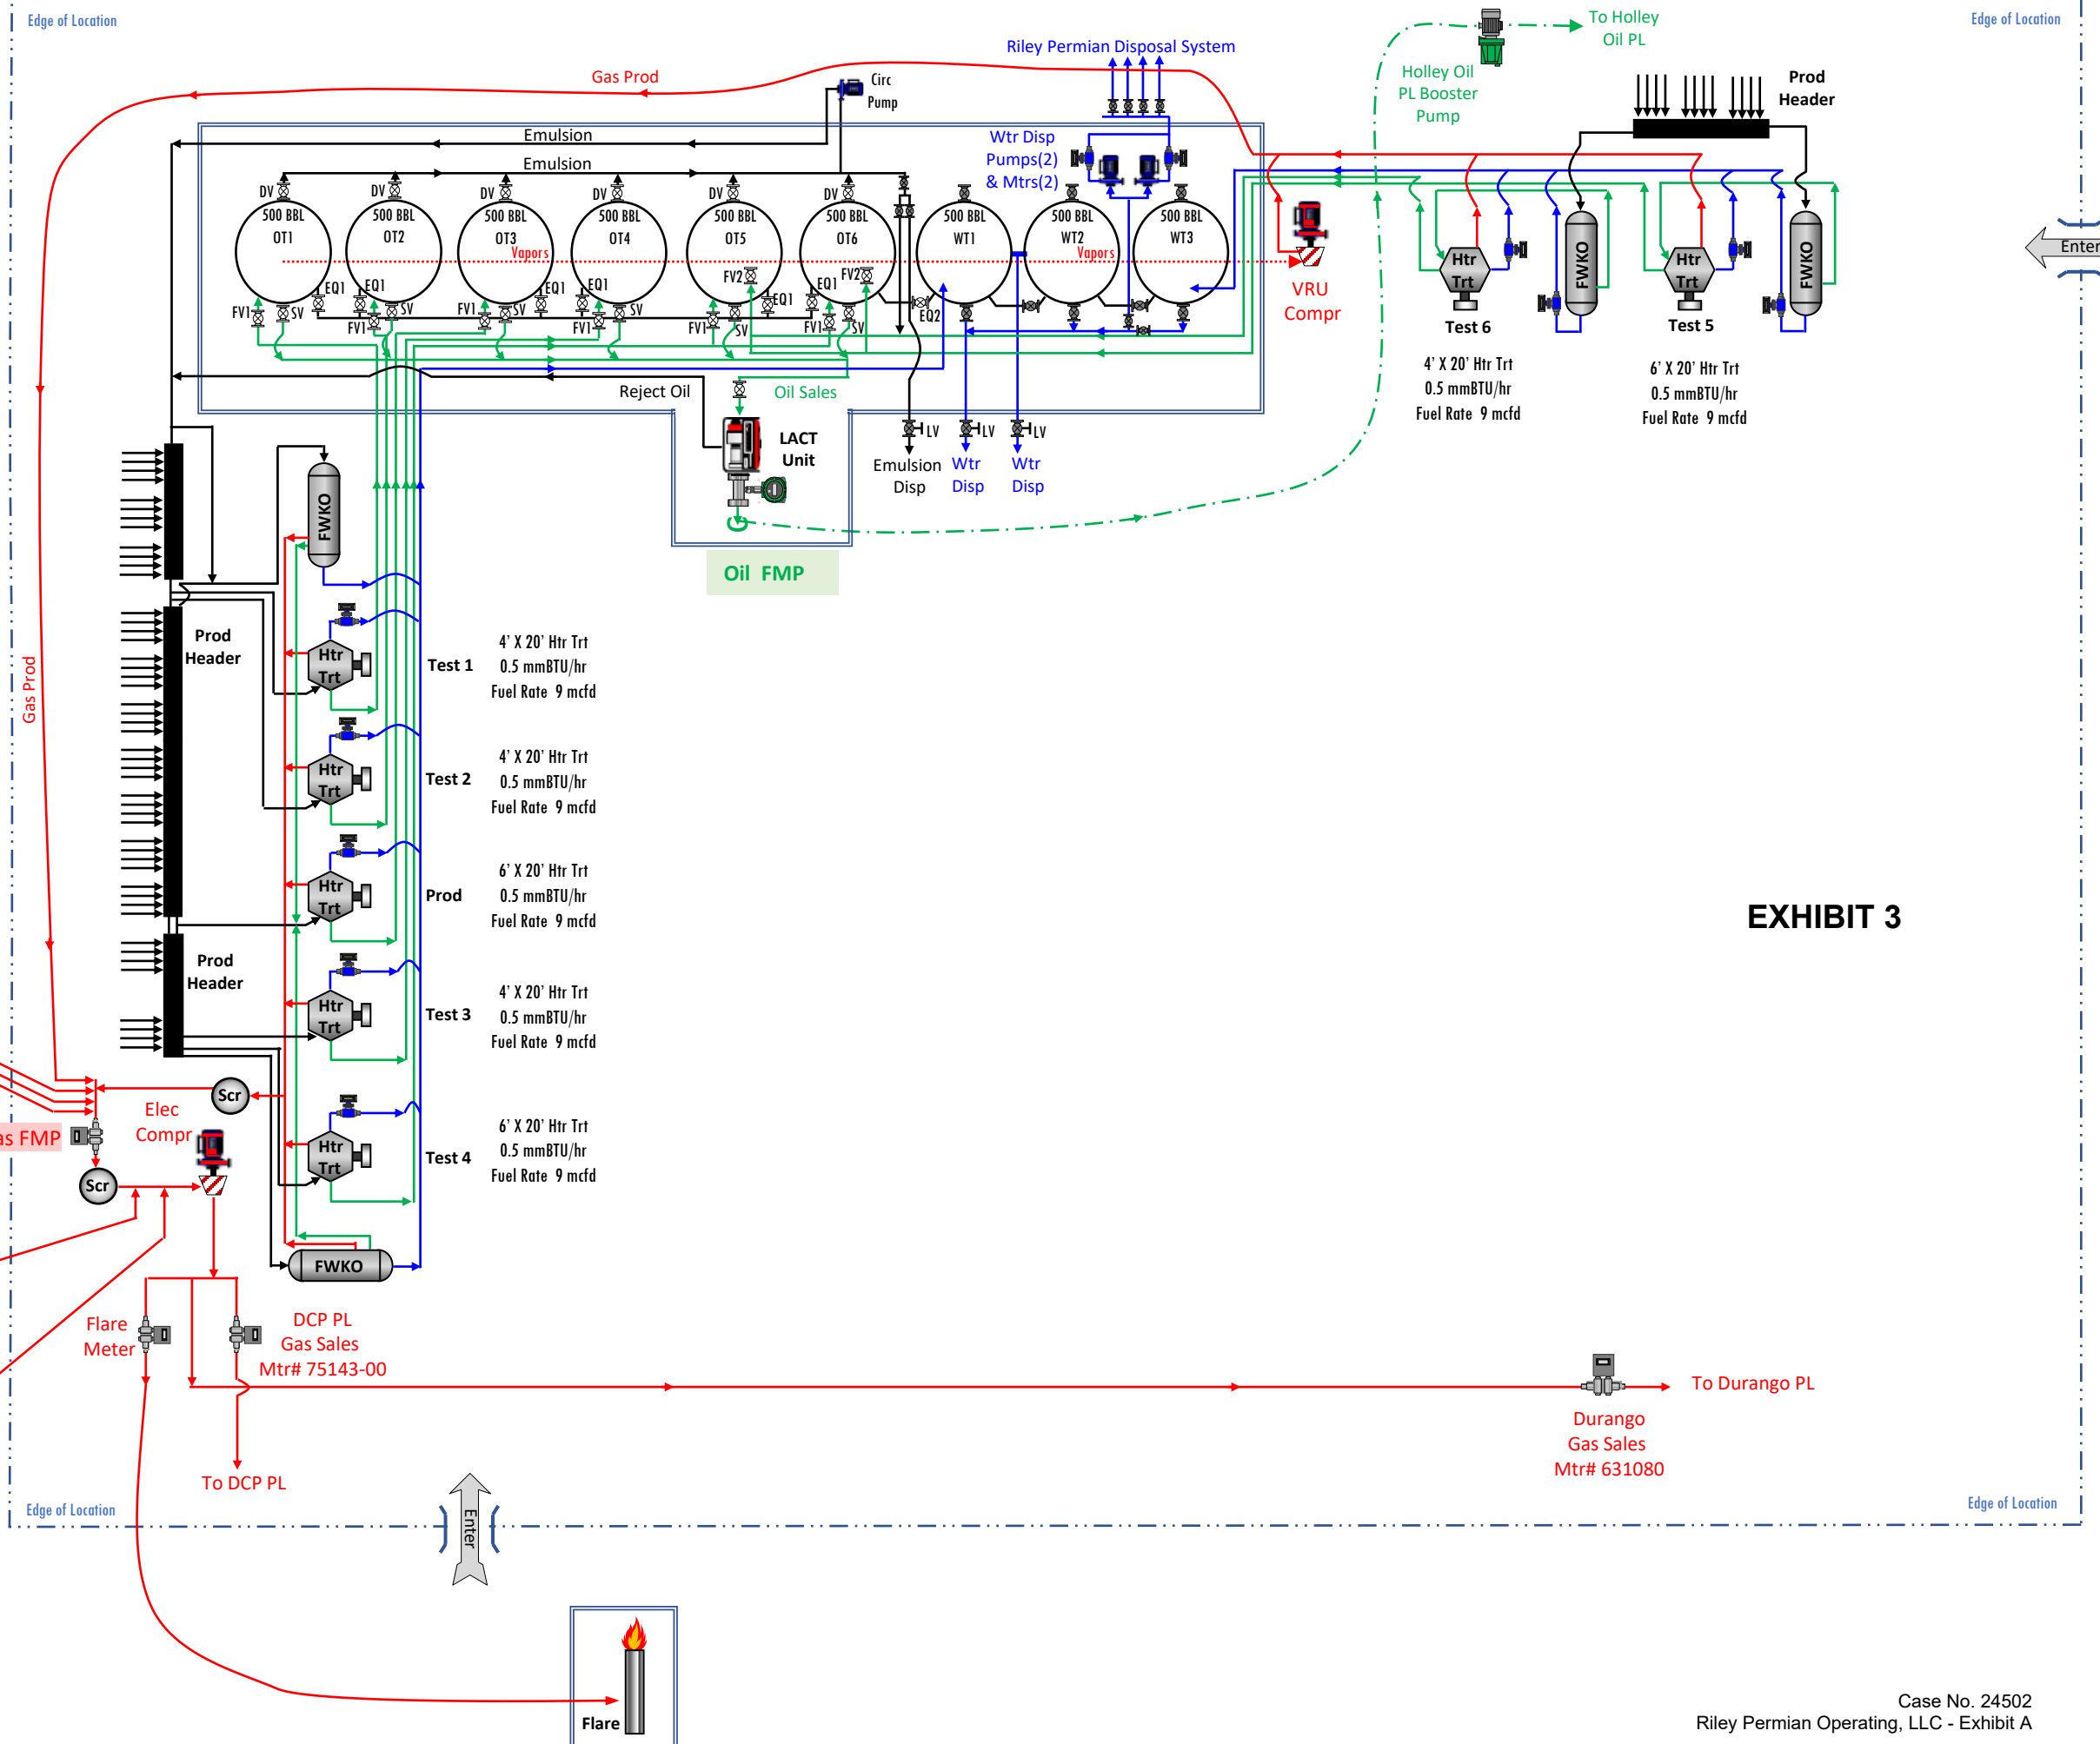 Edge of Location
Edge of Location
To Holley
Oil PL
Riley Permian Disposal System
Gas Prod
Circ
Pump
Holley Oil
PL Booster
Pump
Prod
Header
Emulsion
Emulsion
Wtr Disp
Pumps(2)
& Mtrs(2)
DV
DV
DV
DV
DV
DV
500 BBL
OT1
500 BBL
OT2
500 BBL
OT3
500 BBL
OT4
500 BBL
OT5
500 BBL
OT6
500 BBL
WT1
500 BBL
WT2
500 BBL
WT3
Vapors
Vapors
Enter
FV2
FV2
EQ1
EQ1
EQ1
EQ1
EQ1
EQ1
EQ2
FV1
SV
FV1
SV
FV1
SV
FV1
SV
FV1
SV
FV1
SV
VRU
Compr
Htr
Trt
FWKO
Htr
Trt
FWKO
Test 6
Test 5
4' X 20' Htr Trt
0.5 mmBTU/hr
Fuel Rate 9 mcfd
6' X 20' Htr Trt
0.5 mmBTU/hr
Fuel Rate 9 mcfd
Reject Oil
Oil Sales
LACT
Unit
LV
LV
LV
Emulsion
Disp
Wtr
Disp
Wtr
Disp
FWKO
Oil FMP
Gas Prod
Prod
Header
Htr
Trt
Test 1
4' X 20' Htr Trt
0.5 mmBTU/hr
Fuel Rate 9 mcfd
Htr
Trt
Test 2
4' X 20' Htr Trt
0.5 mmBTU/hr
Fuel Rate 9 mcfd
Htr
Trt
Prod
6' X 20' Htr Trt
0.5 mmBTU/hr
Fuel Rate 9 mcfd
EXHIBIT 3
Prod
Header
Htr
Trt
Test 3
4' X 20' Htr Trt
0.5 mmBTU/hr
Fuel Rate 9 mcfd
Scr
Elec
Compr
as FMP
Scr
Htr
Trt
Test 4
6' X 20' Htr Trt
0.5 mmBTU/hr
Fuel Rate 9 mcfd
FWKO
Flare
Meter
DCP PL
Gas Sales
Mtr# 75143-00
To Durango PL
Durango
Gas Sales
Mtr# 631080
To DCP PL
Edge of Location
Edge of Location
Enter
Flare
Case No. 24502
Riley Permian Operating, LLC - Exhibit A